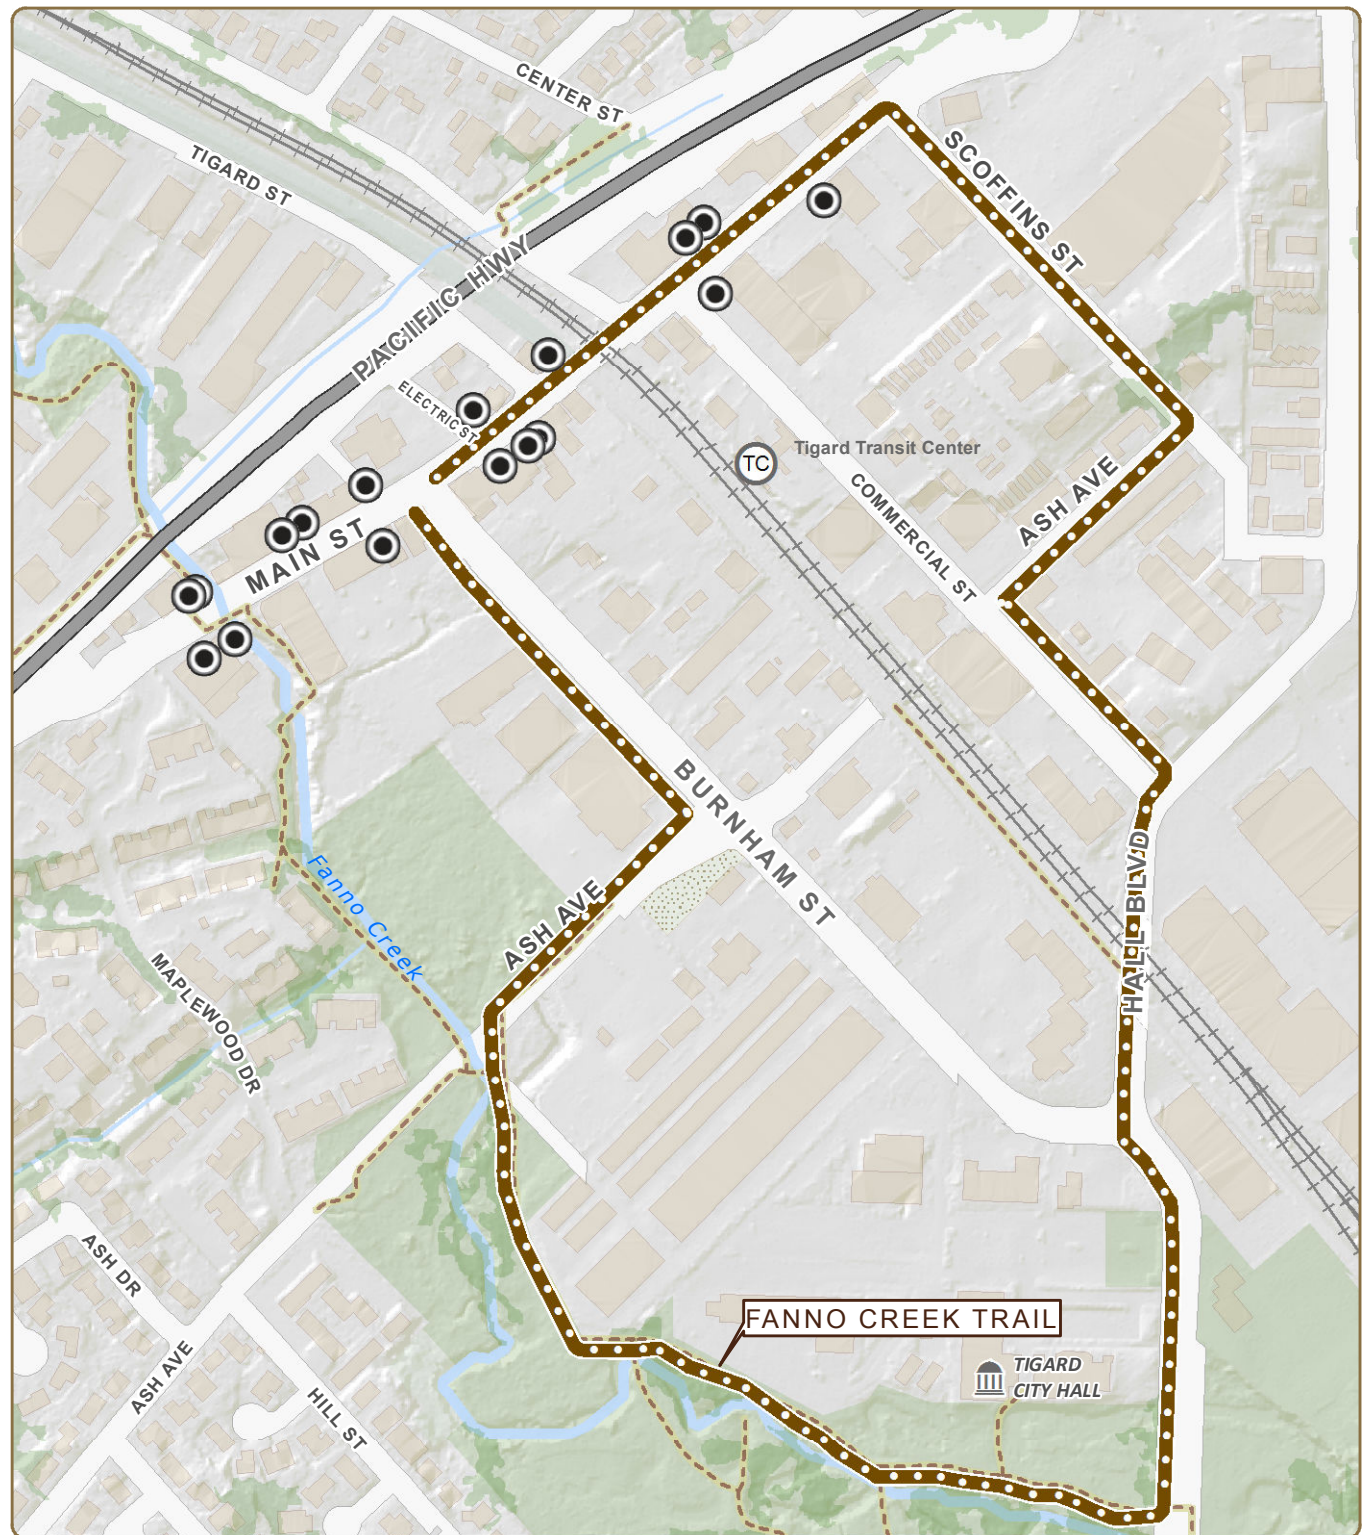 CENTER ST
SCOFFINS ST
TIGARD ST
PACIFIC HWY
ELECTRIC ST
TC
Tigard Transit Center
COMMERCIAL ST
ASH AVE
MAIN ST
BURNHAM ST
HALL BLVD
Fanno Creek
ASH AVE
MAPLEWOOD DR
ASH DR
FANNO CREEK TRAIL
TIGARD
CITY HALL
ASH AVE
HILL ST